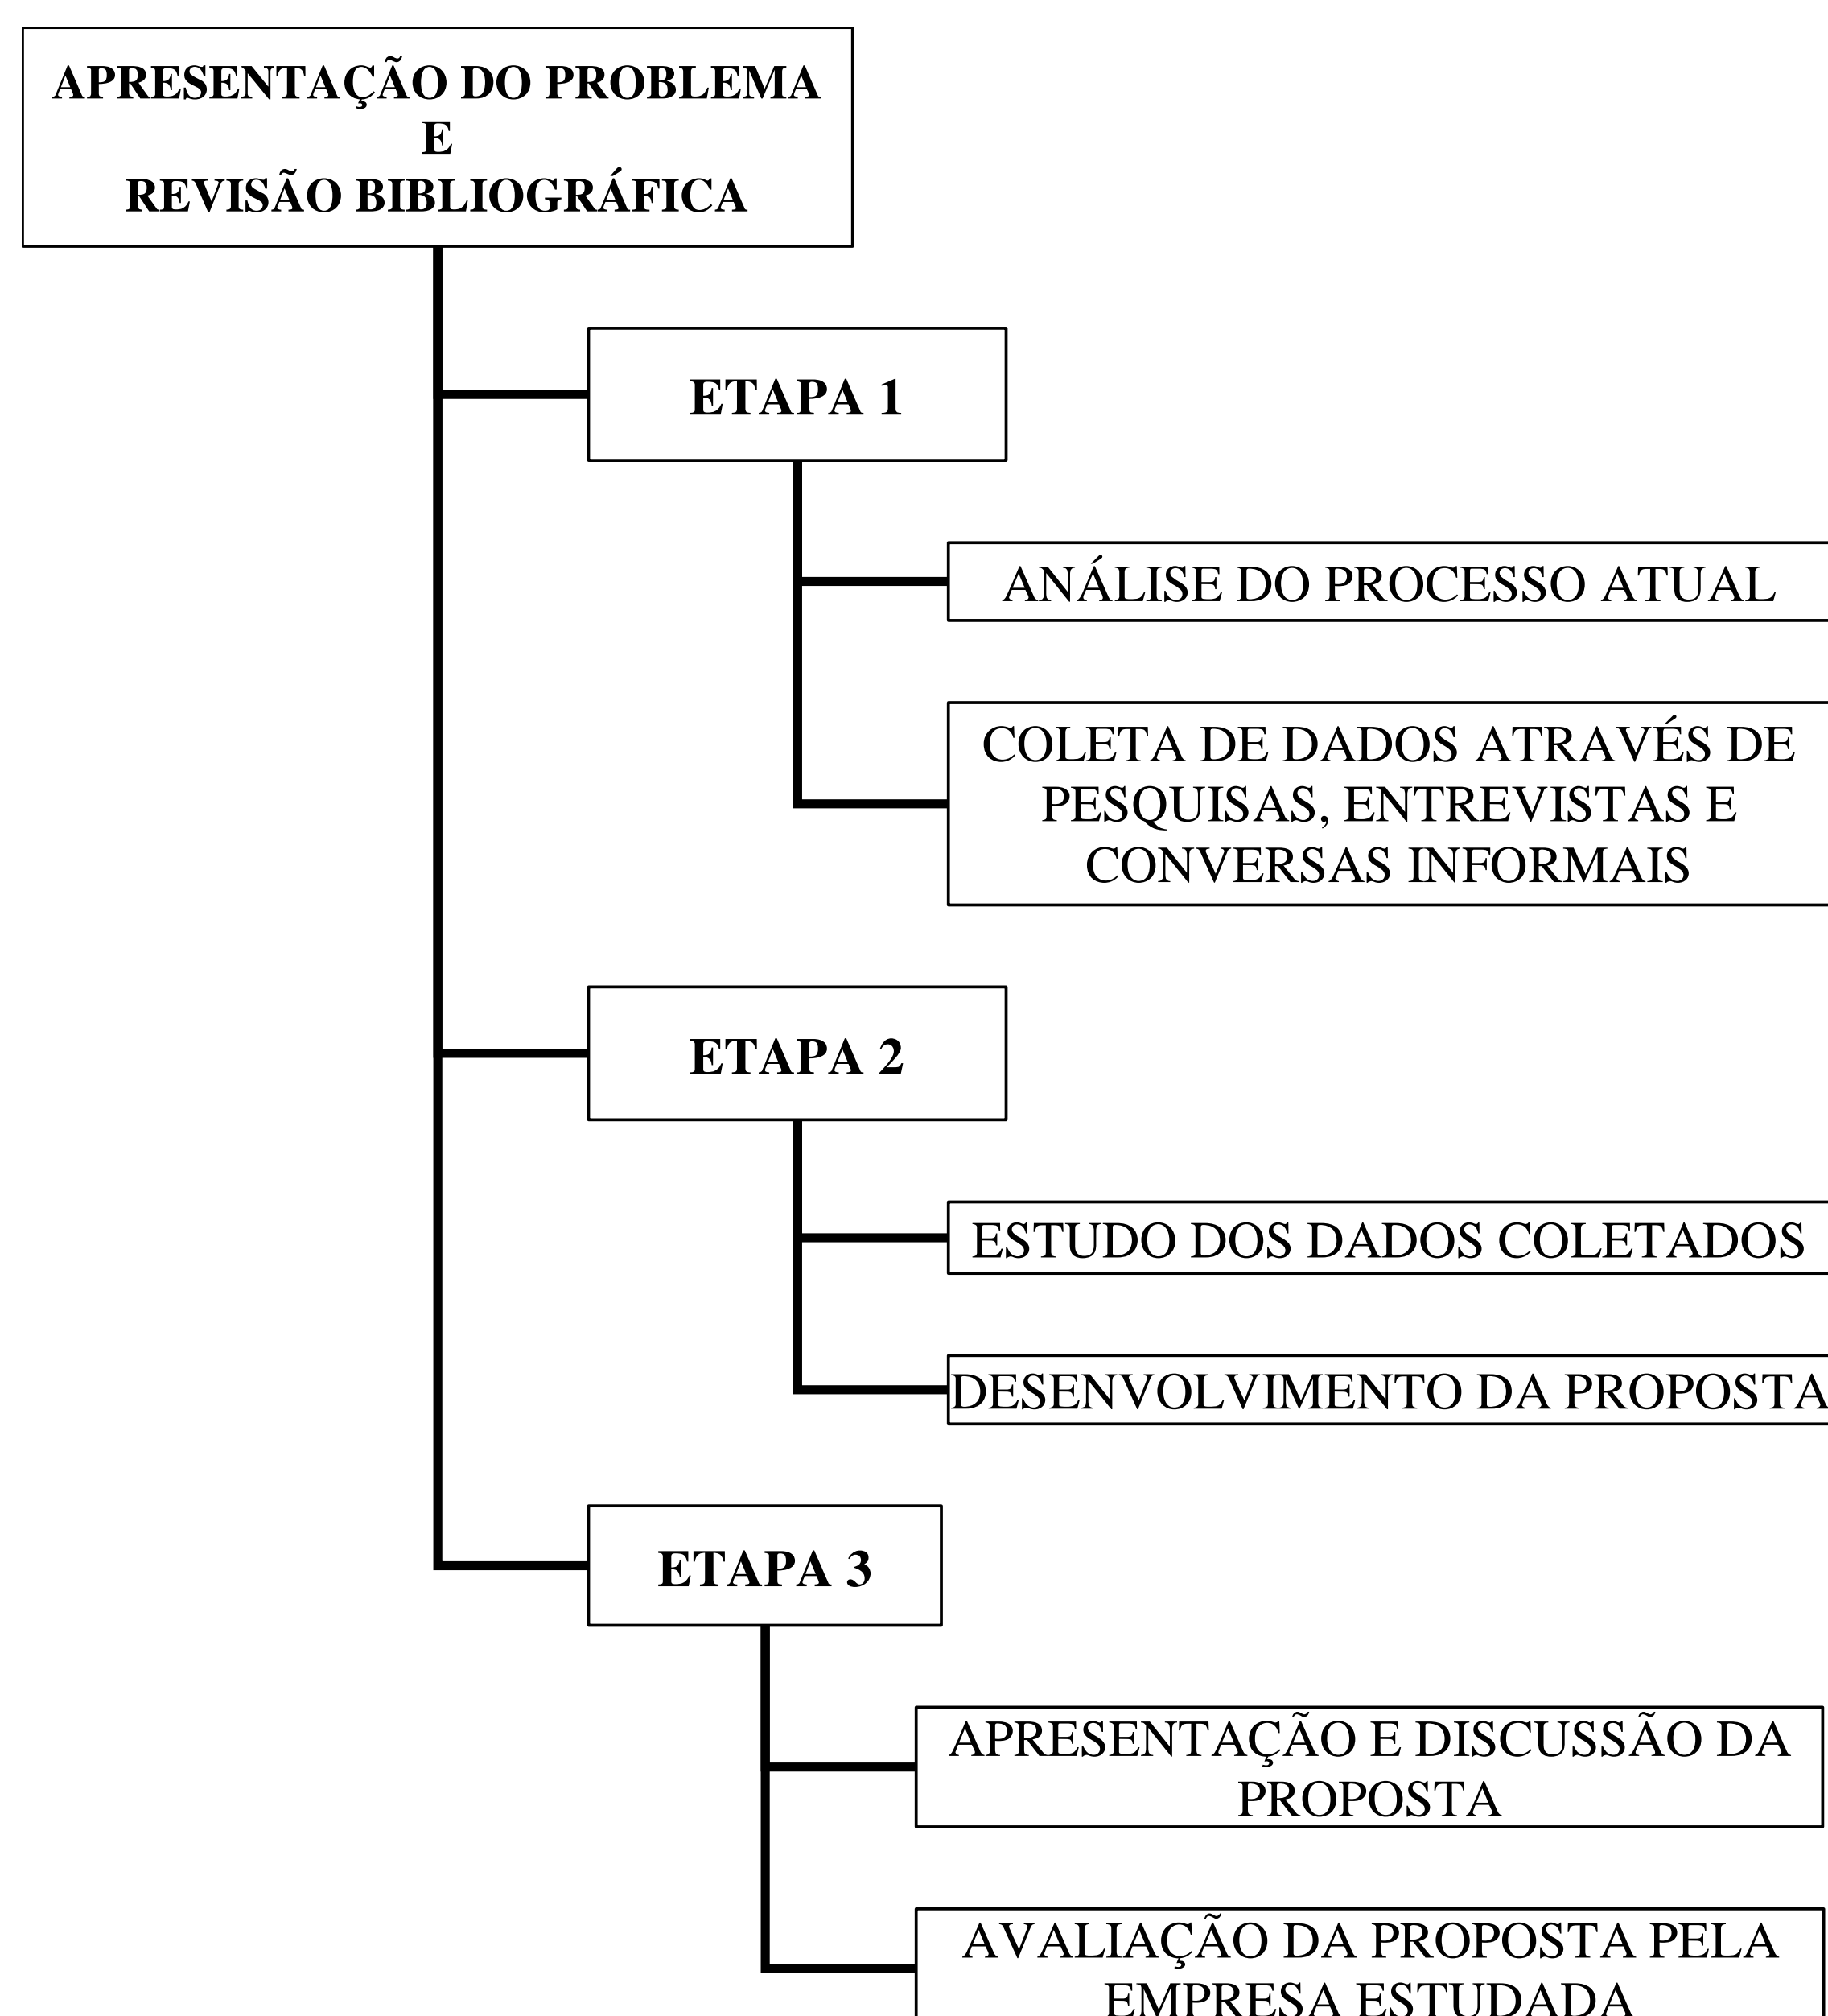 APRESENTAÇÃO DO PROBLEMA
E
REVISÃO BIBLIOGRÁFICA
ETAPA 1
ANÁLISE DO PROCESSO ATUAL
COLETA DE DADOS ATRAVÉS DE
PESQUISAS, ENTREVISTAS E
CONVERSAS INFORMAIS
ETAPA 2
ESTUDO DOS DADOS COLETADOS
DESENVOLVIMENTO DA PROPOSTA
ETAPA 3
APRESENTAÇÃO E DISCUSSÃO DA
PROPOSTA
AVALIAÇÃO DA PROPOSTA PELA
EMPRESA ESTUDADA